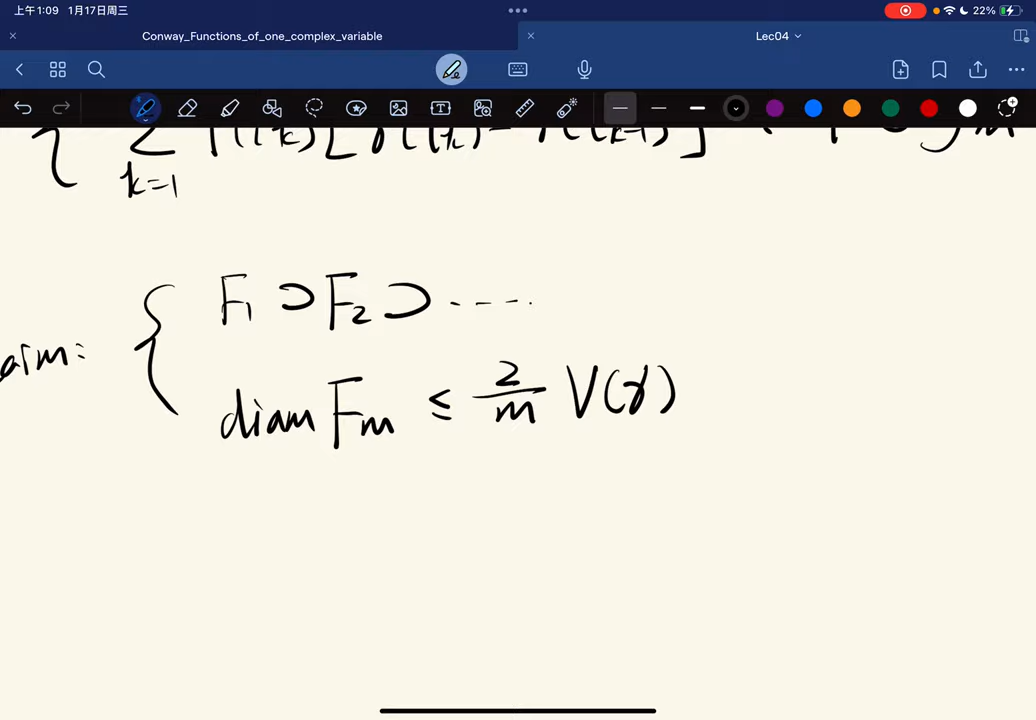 上午1:09 1月17日周三
22%
Conway_Functions_of_one_complex_variable
Lec04
k=1
F₁ ⊃ F₂ ⊃ .....
diam Fₘ ≤ 2/m V(γ)